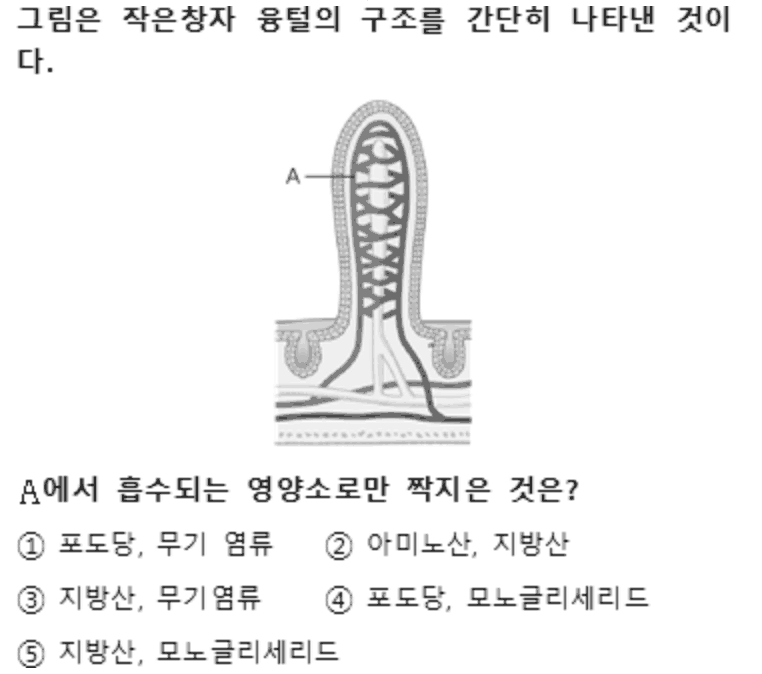 그림은 작은창자 융털의 구조를 간단히 나타낸 것이
다.
A
A에서 흡수되는 영양소로만 짝지은 것은?
① 포도당, 무기 염류 ② 아미노산, 지방산
③ 지방산, 무기염류 ④ 포도당, 모노글리세리드
⑤ 지방산, 모노글리세리드